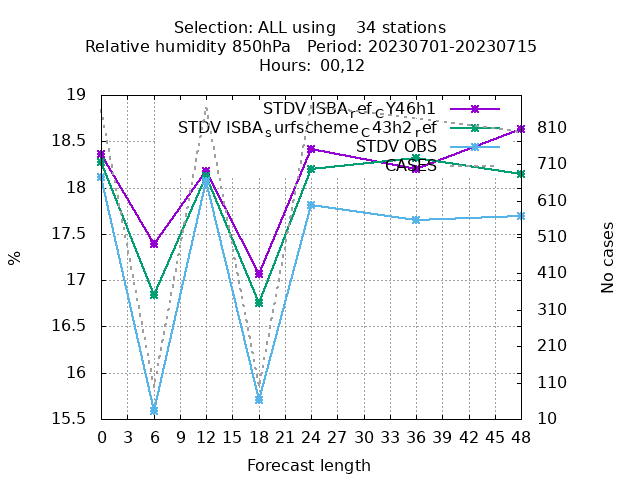 Selection: ALL using    34 stations
Relative humidity 850hPa   Period: 20230701-20230715
Hours: 00,12
STDV ISBA_ref_CY46h1
STDV ISBA_surfscheme_C43h2_ref
STDV OBS
CASES
19
18.5
18
17.5
17
16.5
16
15.5
%
810
710
610
510
410
310
210
110
10
No cases
0 3 6 9 12 15 18 21 24 27 30 33 36 39 42 45 48
Forecast length